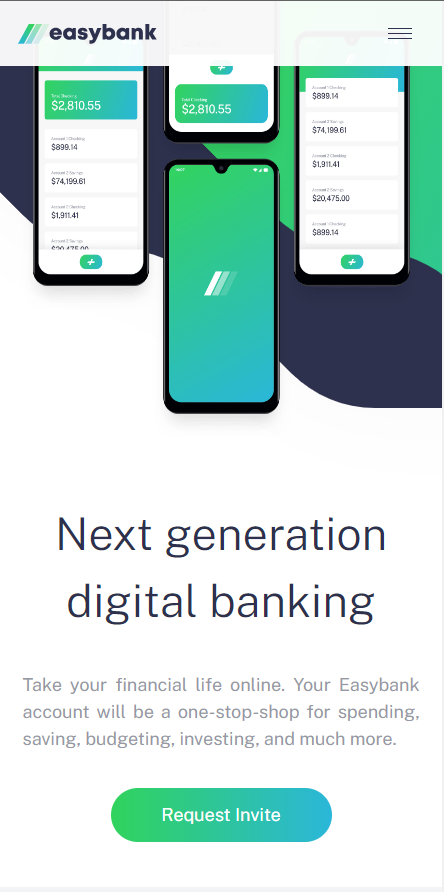 easybank
Total Checking
$2,810.55
Account 1 Checking
$899.14
Account 2 Savings
$74,199.61
Account 1 Checking
$1,911.41
Account 2 Savings
$20,475.00
Total Checking
$2,810.55
Account 1 Checking
$899.14
Account 2 Savings
$74,199.61
Account 1 Checking
$1,911.41
Account 2 Savings
$20,475.00
Account 1 Checking
$899.14
Next generation
digital banking
Take your financial life online. Your Easybank
account will be a one-stop-shop for spending,
saving, budgeting, investing, and much more.
Request Invite